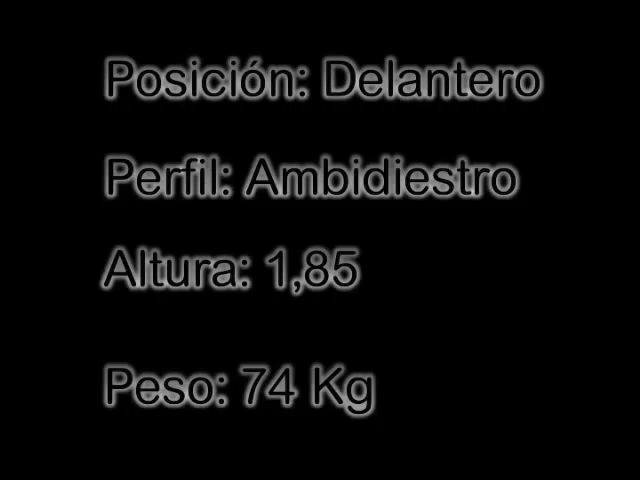 Posición: Delantero
Perfil: Ambidiestro
Altura: 1,85
Peso: 74 Kg